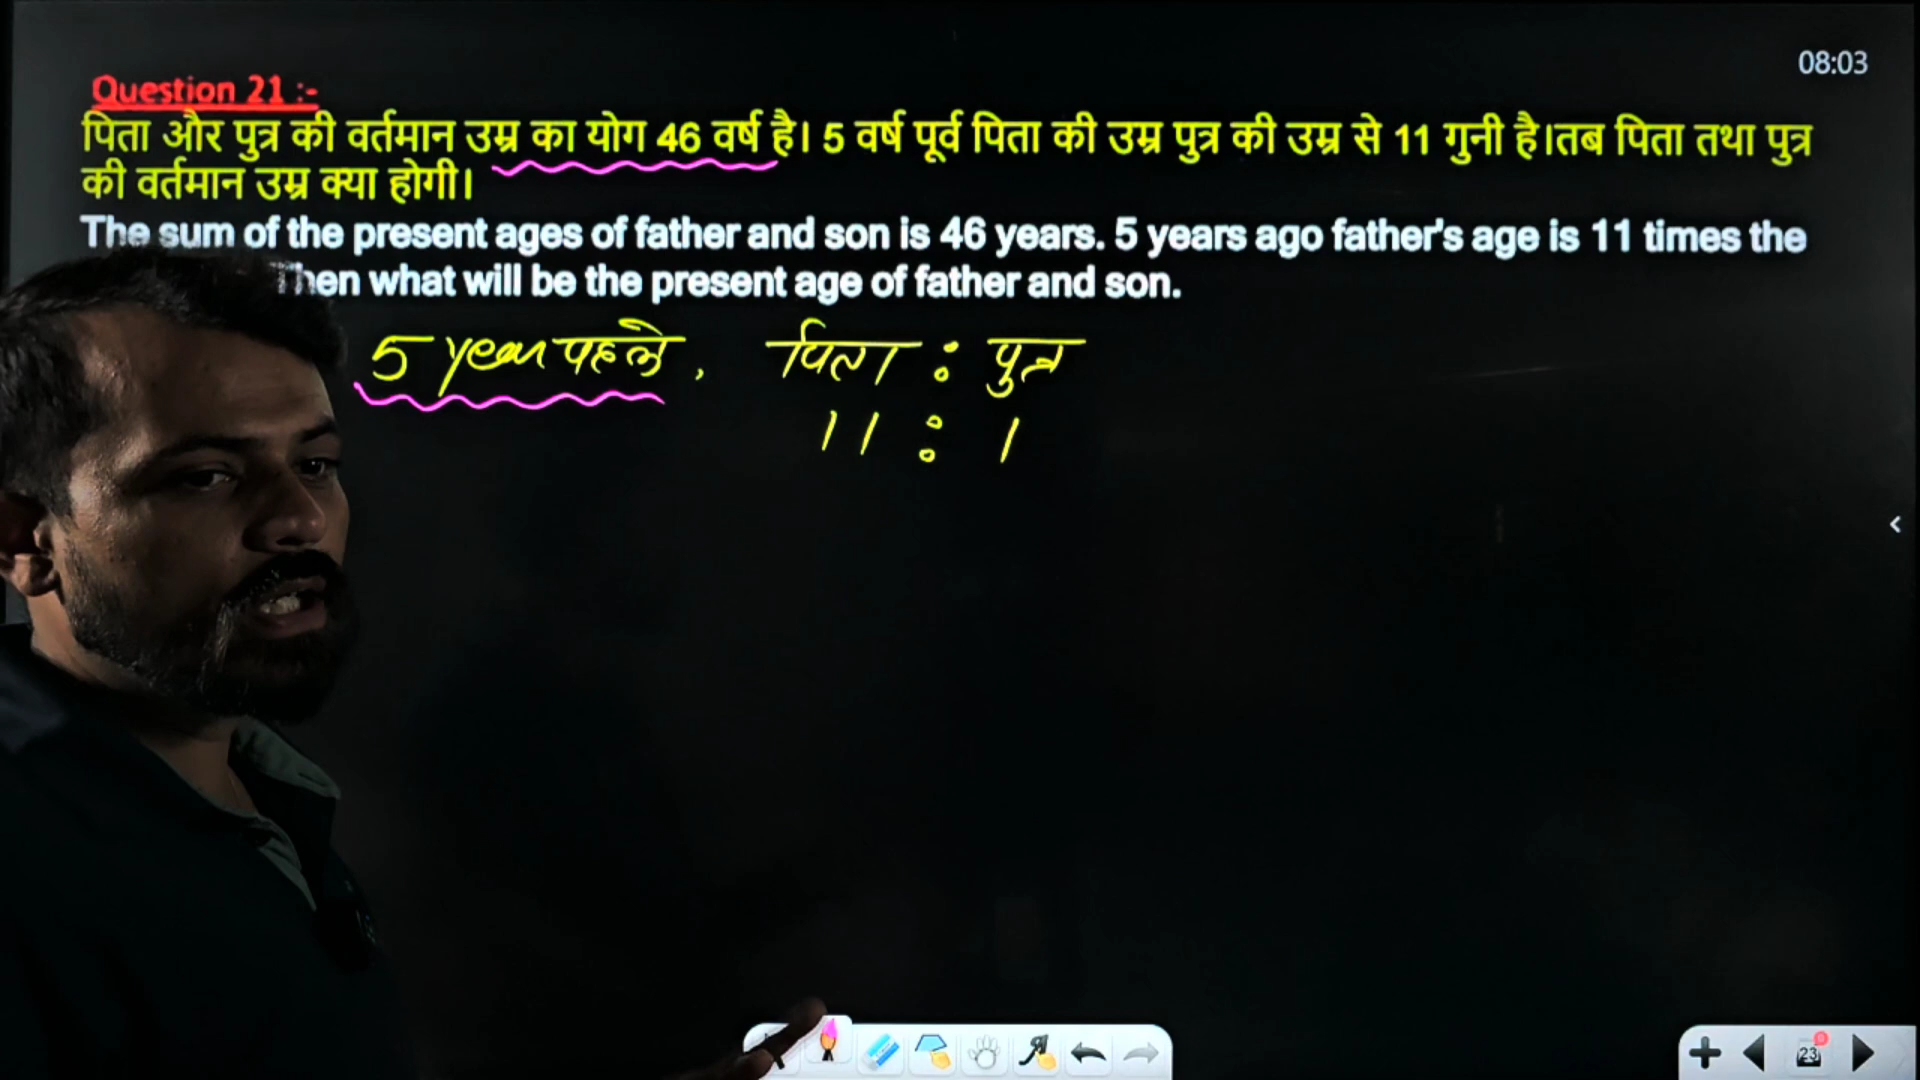 08:03
Question 21 :-
पिता और पुत्र की वर्तमान उम्र का योग 46 वर्ष है। 5 वर्ष पूर्व पिता की उम्र पुत्र की उम्र से 11 गुनी है।तब पिता तथा पुत्र
की वर्तमान उम्र क्या होगी।
The sum of the present ages of father and son is 46 years. 5 years ago father's age is 11 times the
Then what will be the present age of father and son.
5 year पहले , पिता : पुत्र
11 : 1
23